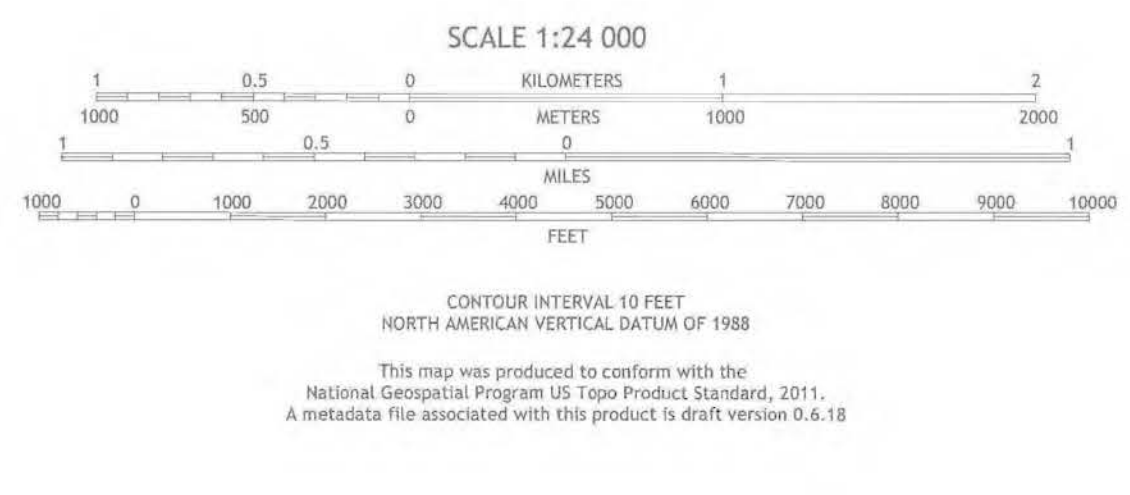 SCALE 1:24 000
1 0.5 0 KILOMETERS 1 2
1000 500 0 METERS 1000 2000
1 0.5 0 1
MILES
1000 0 1000 2000 3000 4000 5000 6000 7000 8000 9000 10000
FEET
CONTOUR INTERVAL 10 FEET
NORTH AMERICAN VERTICAL DATUM OF 1988
This map was produced to conform with the
National Geospatial Program US Topo Product Standard, 2011.
A metadata file associated with this product is draft version 0.6.18